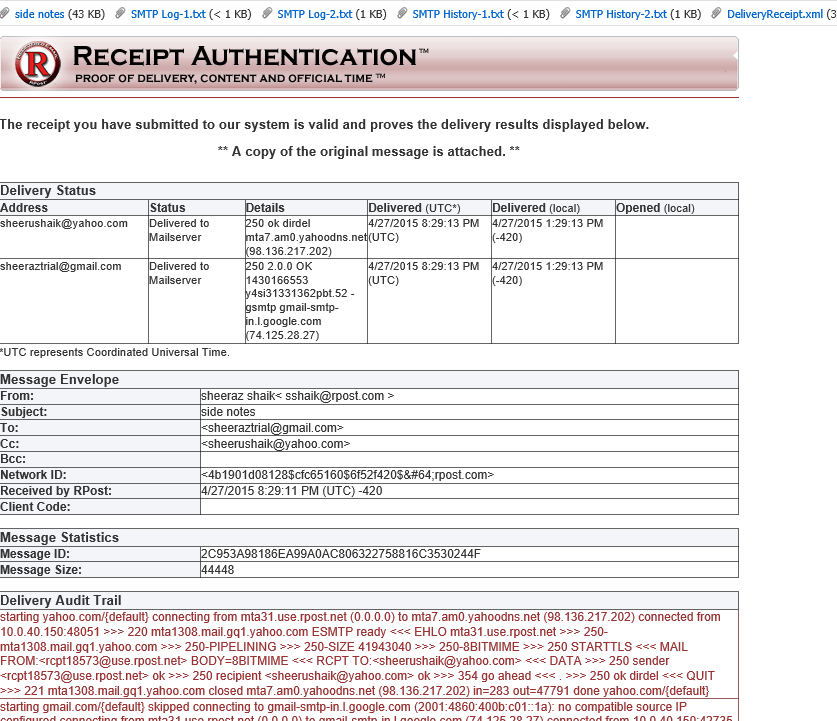 side notes (43 KB) SMTP Log-1.txt (< 1 KB) SMTP Log-2.txt (1 KB) SMTP History-1.txt (< 1 KB) SMTP History-2.txt (1 KB) DeliveryReceipt.xml (3
RECEIPT AUTHENTICATION™
PROOF OF DELIVERY, CONTENT AND OFFICIAL TIME™
The receipt you have submitted to our system is valid and proves the delivery results displayed below.
** A copy of the original message is attached. **
Delivery Status
Address Status Details Delivered (UTC*) Delivered (local) Opened (local)
sheerushaik@yahoo.com Delivered to 250 ok dirdel 4/27/2015 8:29:13 PM 4/27/2015 1:29:13 PM
Mailserver mta7.am0.yahoodns.net (UTC) (-420)
(98.136.217.202)
sheeraztrial@gmail.com Delivered to 250 2.0.0 OK 4/27/2015 8:29:13 PM 4/27/2015 1:29:13 PM
Mailserver 1430166553 (UTC) (-420)
y4si31331362pbt.52 -
gsmtp gmail-smtp-
in.l.google.com
(74.125.28.27)
*UTC represents Coordinated Universal Time.
Message Envelope
From: sheeraz shaik< sshaik@rpost.com >
Subject: side notes
To: <sheeraztrial@gmail.com>
Cc: <sheerushaik@yahoo.com>
Bcc:
Network ID: <4b1901d08128$cfc65160$6f52f420$&#64;rpost.com>
Received by RPost: 4/27/2015 8:29:11 PM (UTC) -420
Client Code:
Message Statistics
Message ID: 2C953A98186EA99A0AC806322758816C3530244F
Message Size: 44448
Delivery Audit Trail
starting yahoo.com/{default} connecting from mta31.use.rpost.net (0.0.0.0) to mta7.am0.yahoodns.net (98.136.217.202) connected from
10.0.40.150:48051 >>> 220 mta1308.mail.gq1.yahoo.com ESMTP ready <<< EHLO mta31.use.rpost.net >>> 250-
mta1308.mail.gq1.yahoo.com >>> 250-PIPELINING >>> 250-SIZE 41943040 >>> 250-8BITMIME >>> 250 STARTTLS <<< MAIL
FROM:<rcpt18573@use.rpost.net> BODY=8BITMIME <<< RCPT TO:<sheerushaik@yahoo.com> <<< DATA >>> 250 sender
<rcpt18573@use.rpost.net> ok >>> 250 recipient <sheerushaik@yahoo.com> ok >>> 354 go ahead <<< . >>> 250 ok dirdel <<< QUIT
>>> 221 mta1308.mail.gq1.yahoo.com closed mta7.am0.yahoodns.net (98.136.217.202) in=283 out=47791 done yahoo.com/{default}
starting gmail.com/{default} skipped connecting to gmail-smtp-in.l.google.com (2001:4860:400b:c01::1a): no compatible source IP
configured connecting from mta31.use.rpost.net (0.0.0.0) to gmail-smtp-in.l.google.com (74.125.28.27) connected from 10.0.40.150:42735